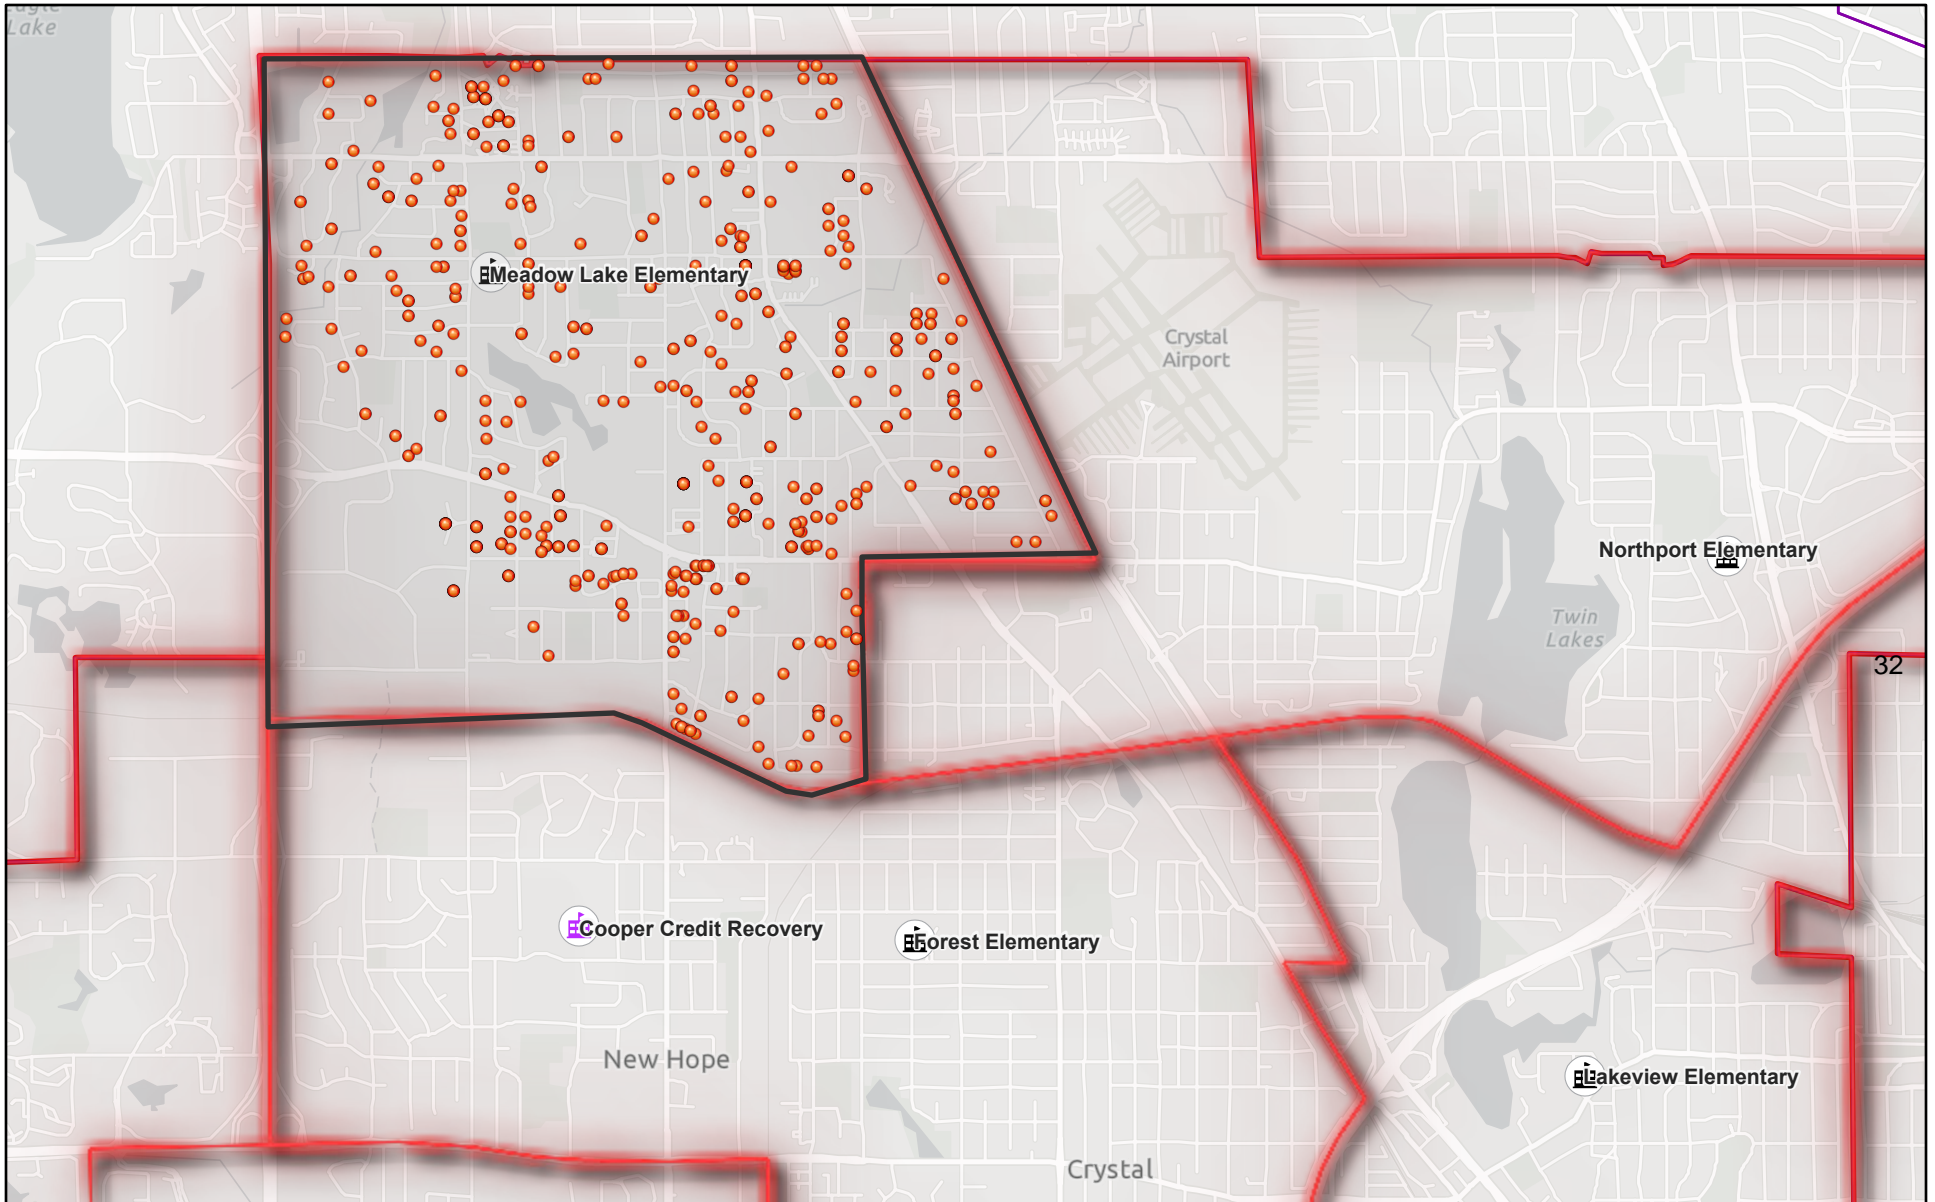 Eagle
Lake
Meadow Lake Elementary
Crystal
Airport
Northport Elementary
Twin
Lakes
32
Cooper Credit Recovery
Forest Elementary
New Hope
Lakeview Elementary
Crystal